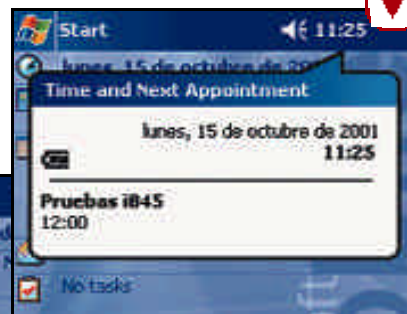 Start
11:25
lunes, 15 de octubre de 20
Time and Next Appointment
lunes, 15 de octubre de 2001
11:25
Pruebas i845
12:00
No tasks